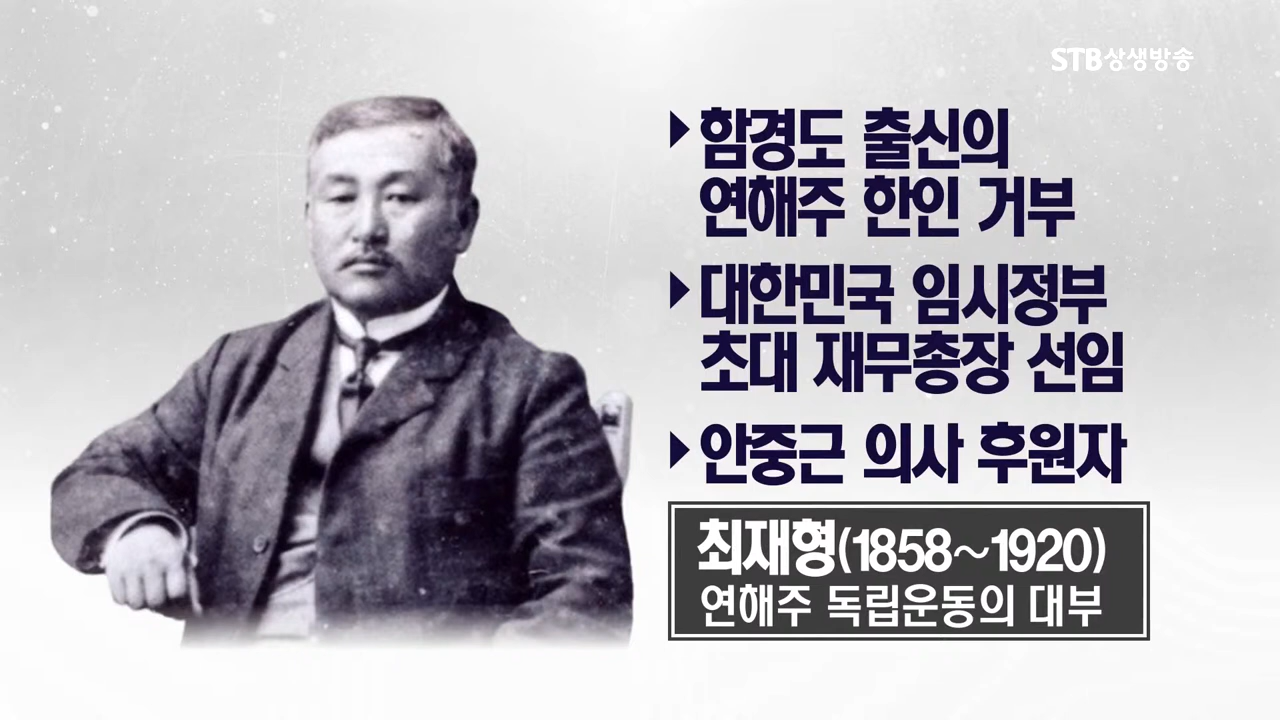 STB상생방송
함경도 출신의
연해주 한인 거부
대한민국 임시정부
초대 재무총장 선임
안중근 의사 후원자
최재형(1858~1920)
연해주 독립운동의 대부